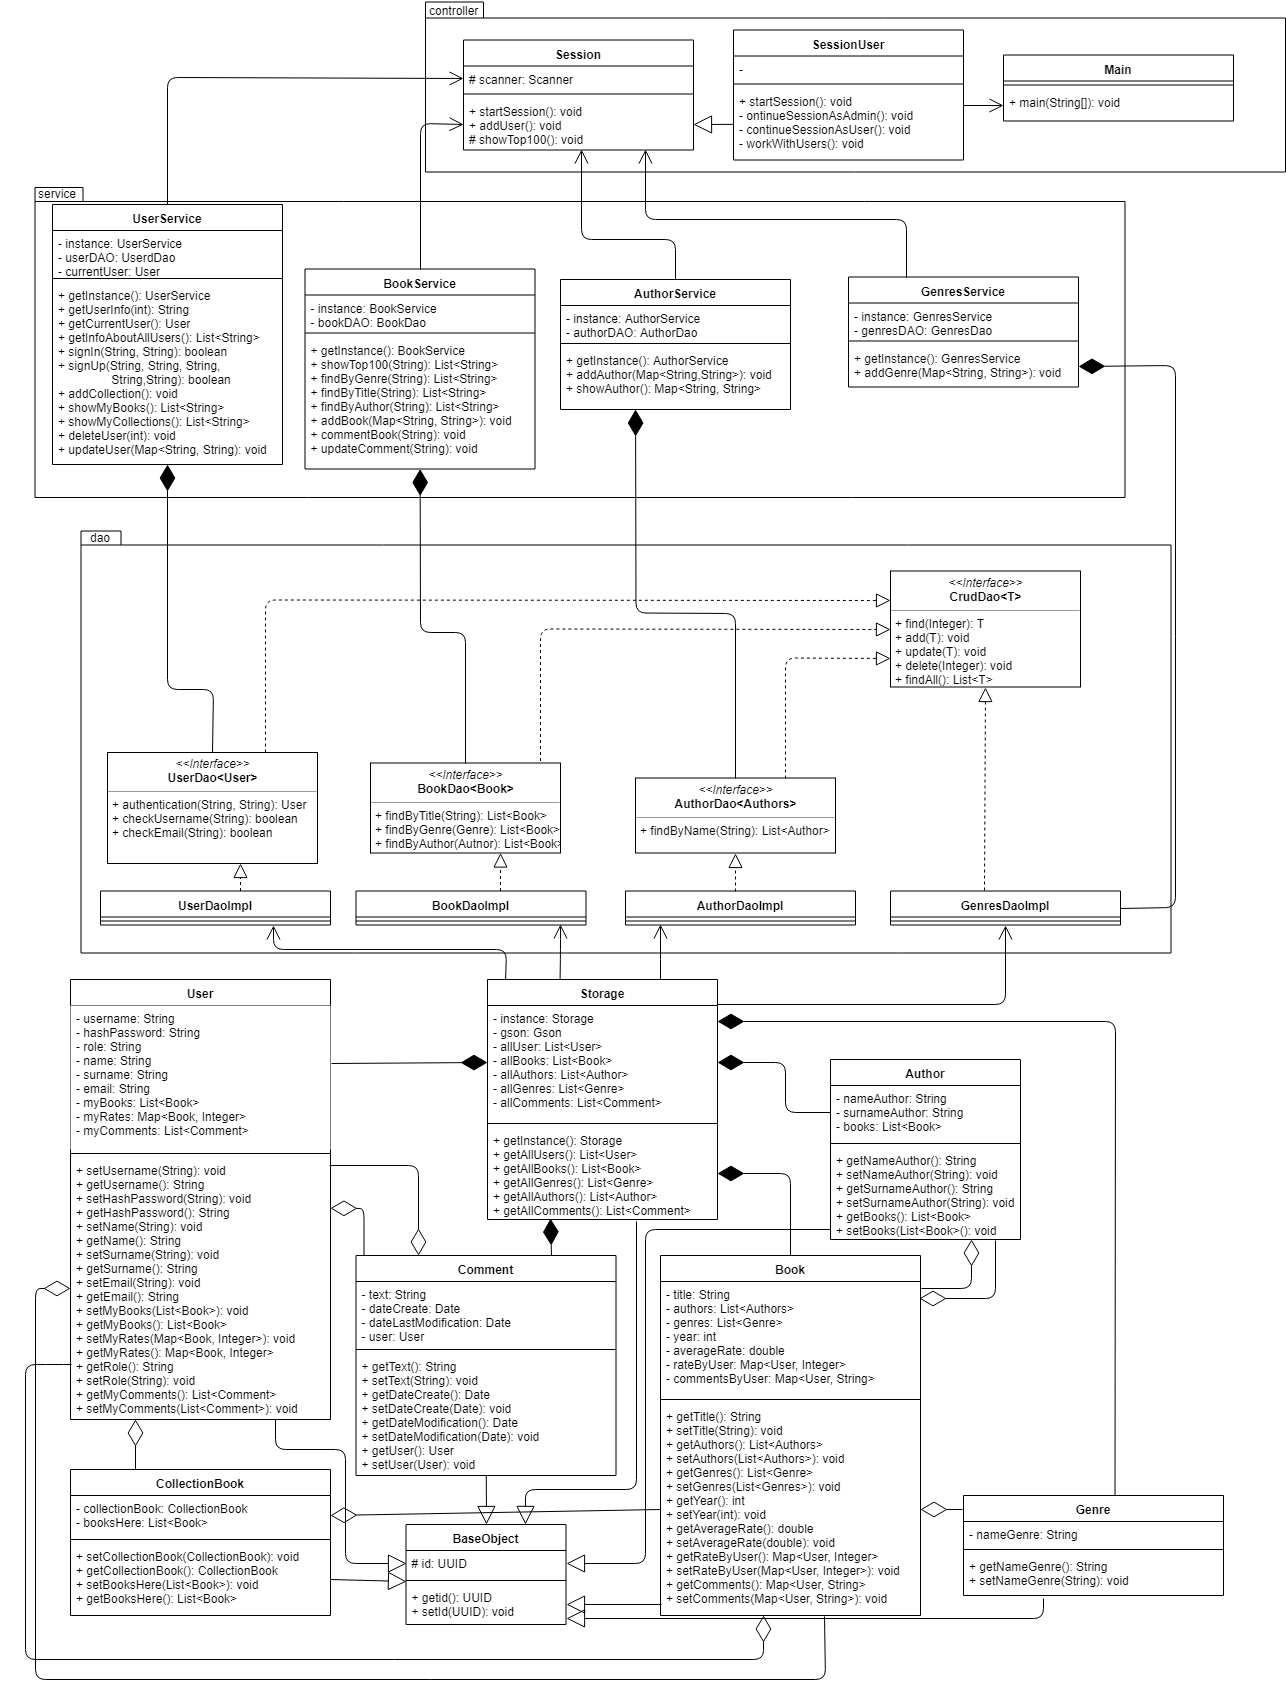 controller
Session
# scanner: Scanner
+ startSession(): void
+ addUser(): void
# showTop100(): void
SessionUser
-
+ startSession(): void
- ontinueSessionAsAdmin(): void
- continueSessionAsUser(): void
- workWithUsers(): void
Main
+ main(String[]): void
service
UserService
- instance: UserService
- userDAO: UserdDao
- currentUser: User
+ getInstance(): UserService
+ getUserInfo(int): String
+ getCurrentUser(): User
+ getInfoAboutAllUsers(): List<String>
+ signIn(String, String): boolean
+ signUp(String, String, String,
String,String): boolean
+ addCollection(): void
+ showMyBooks(): List<String>
+ showMyCollections(): List<String>
+ deleteUser(int): void
+ updateUser(Map<String, String): void
BookService
- instance: BookService
- bookDAO: BookDao
+ getInstance(): BookService
+ showTop100(String): List<String>
+ findByGenre(String): List<String>
+ findByTitle(String): List<String>
+ findByAuthor(String): List<String>
+ addBook(Map<String, String>): void
+ commentBook(String): void
+ updateComment(String): void
AuthorService
- instance: AuthorService
- authorDAO: AuthorDao
+ getInstance(): AuthorService
+ addAuthor(Map<String,String>): void
+ showAuthor(): Map<String, String>
GenresService
- instance: GenresService
- genresDAO: GenresDao
+ getInstance(): GenresService
+ addGenre(Map<String, String>): void
dao
<<Interface>>
CrudDao<T>
+ find(Integer): T
+ add(T): void
+ update(T): void
+ delete(Integer): void
+ findAll(): List<T>
<<Interface>>
UserDao<User>
+ authentication(String, String): User
+ checkUsername(String): boolean
+ checkEmail(String): boolean
<<Interface>>
BookDao<Book>
+ findByTitle(String): List<Book>
+ findByGenre(Genre): List<Book>
+ findByAuthor(Autnor): List<Book>
<<Interface>>
AuthorDao<Authors>
+ findByName(String): List<Author>
UserDaoImpl
BookDaoImpl
AuthorDaoImpl
GenresDaoImpl
User
- username: String
- hashPassword: String
- role: String
- name: String
- surname: String
- email: String
- myBooks: List<Book>
- myRates: Map<Book, Integer>
- myComments: List<Comment>
+ setUsername(String): void
+ getUsername(): String
+ setHashPassword(String): void
+ getHashPassword(): String
+ setName(String): void
+ getName(): String
+ setSurname(String): void
+ getSurname(): String
+ setEmail(String): void
+ getEmail(): String
+ setMyBooks(List<Book>): void
+ getMyBooks(): List<Book>
+ setMyRates(Map<Book, Integer>): void
+ getMyRates(): Map<Book, Integer>
+ getRole(): String
+ setRole(String): void
+ getMyComments(): List<Comment>
+ setMyComments(List<Comment>): void
Storage
- instance: Storage
- gson: Gson
- allUser: List<User>
- allBooks: List<Book>
- allAuthors: List<Author>
- allGenres: List<Genre>
- allComments: List<Comment>
+ getInstance(): Storage
+ getAllUsers(): List<User>
+ getAllBooks(): List<Book>
+ getAllGenres(): List<Genre>
+ getAllAuthors(): List<Author>
+ getAllComments(): List<Comment>
Author
- nameAuthor: String
- surnameAuthor: String
- books: List<Book>
+ getNameAuthor(): String
+ setNameAuthor(String): void
+ getSurnameAuthor(): String
+ setSurnameAuthor(String): void
+ getBooks(): List<Book>
+ setBooks(List<Book>(): void
Comment
- text: String
- dateCreate: Date
- dateLastModification: Date
- user: User
+ getText(): String
+ setText(String): void
+ getDateCreate(): Date
+ setDateCreate(Date): void
+ getDateModification(): Date
+ setDateModification(Date): void
+ getUser(): User
+ setUser(User): void
Book
- title: String
- authors: List<Authors>
- genres: List<Genre>
- year: int
- averageRate: double
- rateByUser: Map<User, Integer>
- commentsByUser: Map<User, String>
+ getTitle(): String
+ setTitle(String): void
+ getAuthors(): List<Authors>
+ setAuthors(List<Authors>): void
+ getGenres(): List<Genre>
+ setGenres(List<Genres>): void
+ getYear(): int
+ setYear(int): void
+ getAverageRate(): double
+ setAverageRate(double): void
+ getRateByUser(): Map<User, Integer>
+ setRateByUser(Map<User, Integer>): void
+ getComments(): Map<User, String>
+ setComments(Map<User, String>): void
CollectionBook
- collectionBook: CollectionBook
- booksHere: List<Book>
+ setCollectionBook(CollectionBook): void
+ getCollectionBook(): CollectionBook
+ setBooksHere(List<Book>): void
+ getBooksHere(): List<Book>
BaseObject
# id: UUID
+ getid(): UUID
+ setId(UUID): void
Genre
- nameGenre: String
+ getNameGenre(): String
+ setNameGenre(String): void